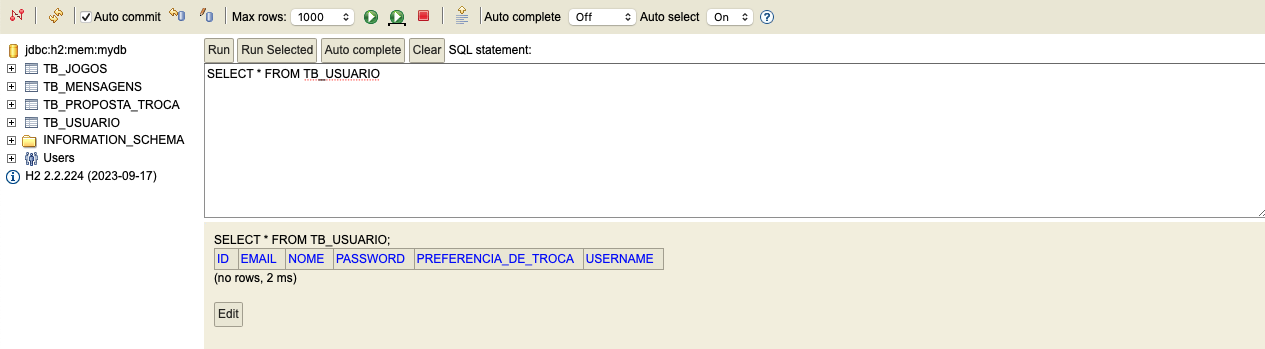 Auto commit Max rows: 1000 Auto complete Off Auto select On ?
jdbc:h2:mem:mydb
TB_JOGOS
TB_MENSAGENS
TB_PROPOSTA_TROCA
TB_USUARIO
INFORMATION_SCHEMA
Users
H2 2.2.224 (2023-09-17)
Run Run Selected Auto complete Clear SQL statement:
SELECT * FROM TB_USUARIO
SELECT * FROM TB_USUARIO;
ID EMAIL NOME PASSWORD PREFERENCIA_DE_TROCA USERNAME
(no rows, 2 ms)
Edit